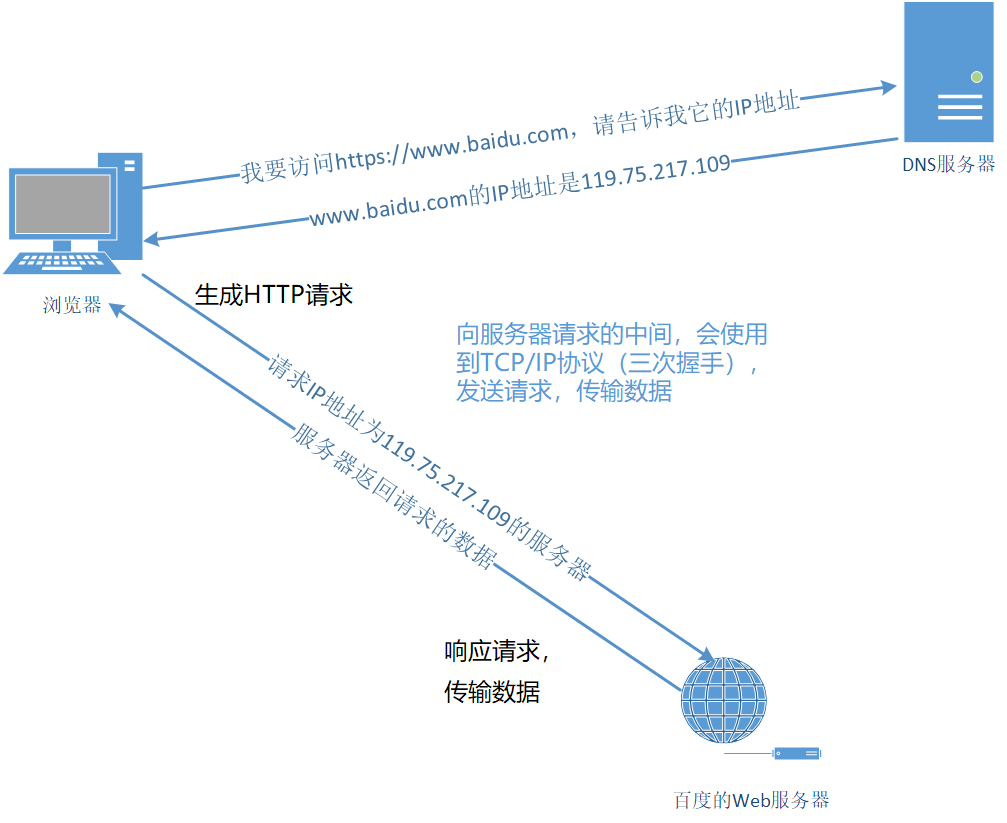 我要访问https://www.baidu.com，请告诉我它的IP地址
DNS服务器
www.baidu.com的IP地址是119.75.217.109
浏览器
生成HTTP请求
向服务器请求的中间，会使用
到TCP/IP协议（三次握手），
发送请求，传输数据
请求IP地址为119.75.217.109的服务器
服务器返回请求的数据
响应请求，
传输数据
百度的Web服务器